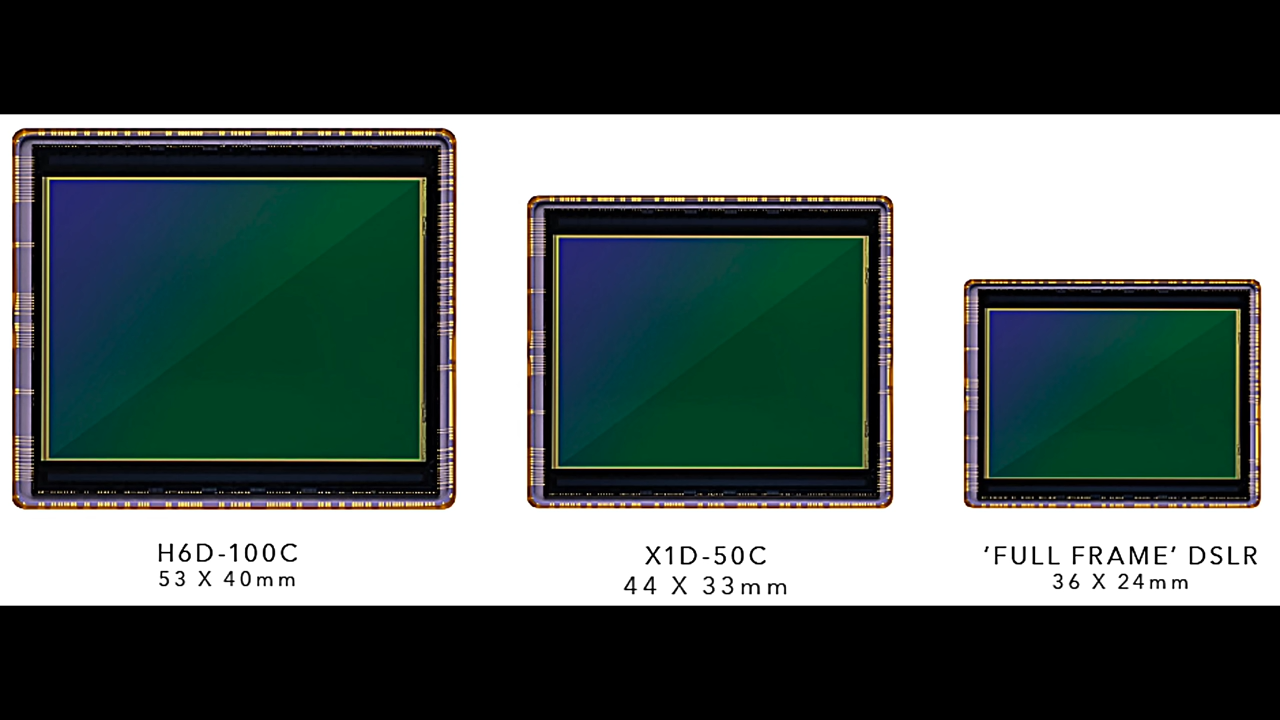 H6D-100C
53 X 40mm
X1D-50C
44 X 33mm
‘FULL FRAME’ DSLR
36 X 24mm